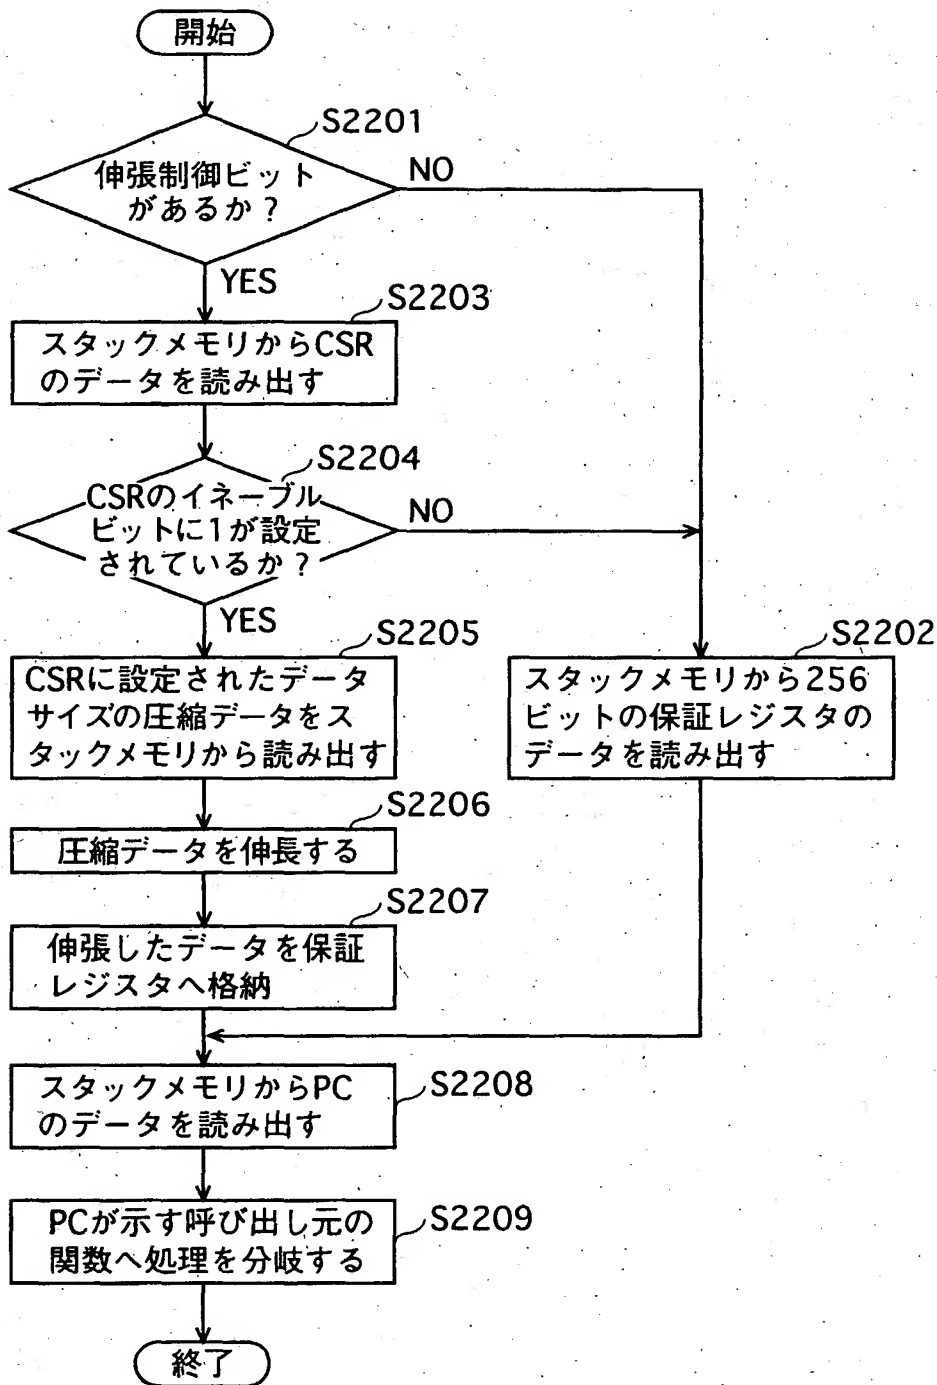 開始
S2201
伸張制御ビット
があるか？
NO
YES
S2203
スタックメモリからCSR
のデータを読み出す
S2204
CSRのイネーブル
ビットに1が設定
されているか？
NO
YES
S2205
CSRに設定されたデータ
サイズの圧縮データをス
タックメモリから読み出す
S2202
スタックメモリから256
ビットの保証レジスタの
データを読み出す
S2206
圧縮データを伸長する
S2207
伸張したデータを保証
レジスタへ格納
スタックメモリからPC
のデータを読み出す
S2208
PCが示す呼び出し元の
関数へ処理を分岐する
S2209
終了